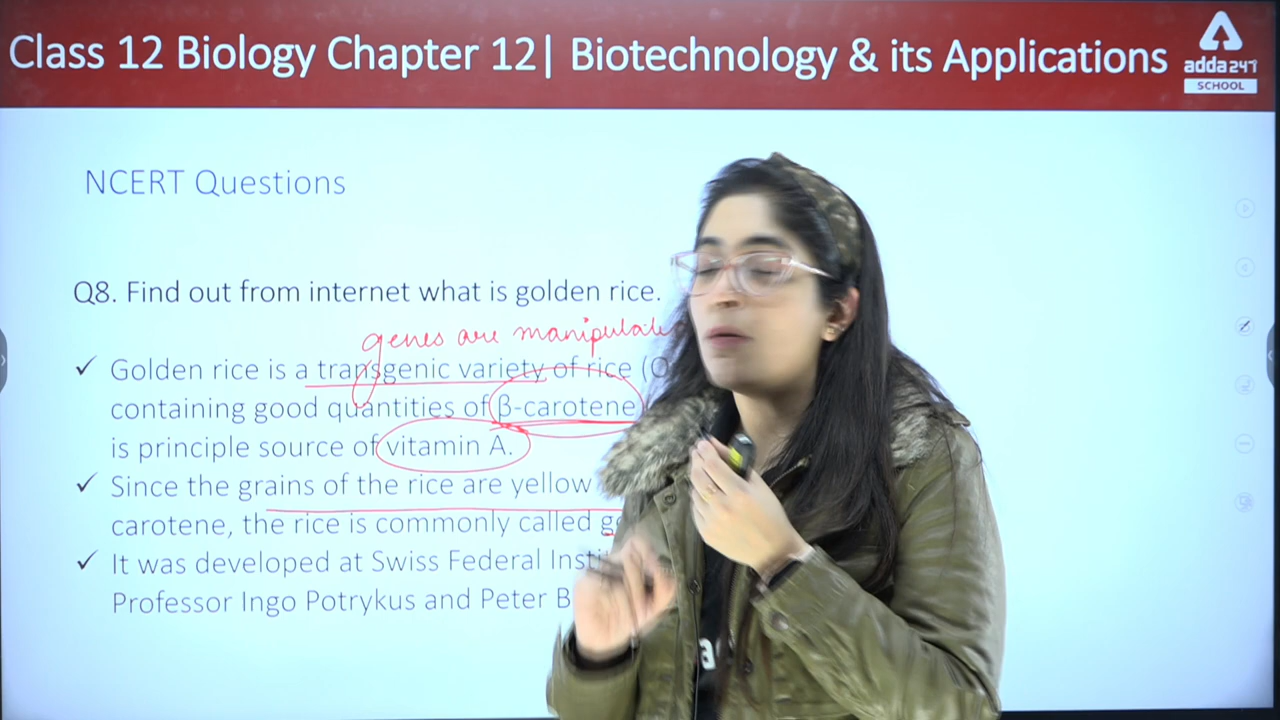 Class 12 Biology Chapter 12| Biotechnology & its Applications
adda247
SCHOOL
NCERT Questions
Q8. Find out from internet what is golden rice.
genes are manipulate
✓ Golden rice is a transgenic variety of rice (O
containing good quantities of β-carotene
is principle source of vitamin A.
✓ Since the grains of the rice are yellow
carotene, the rice is commonly called g
✓ It was developed at Swiss Federal Insti
Professor Ingo Potrykus and Peter B
a